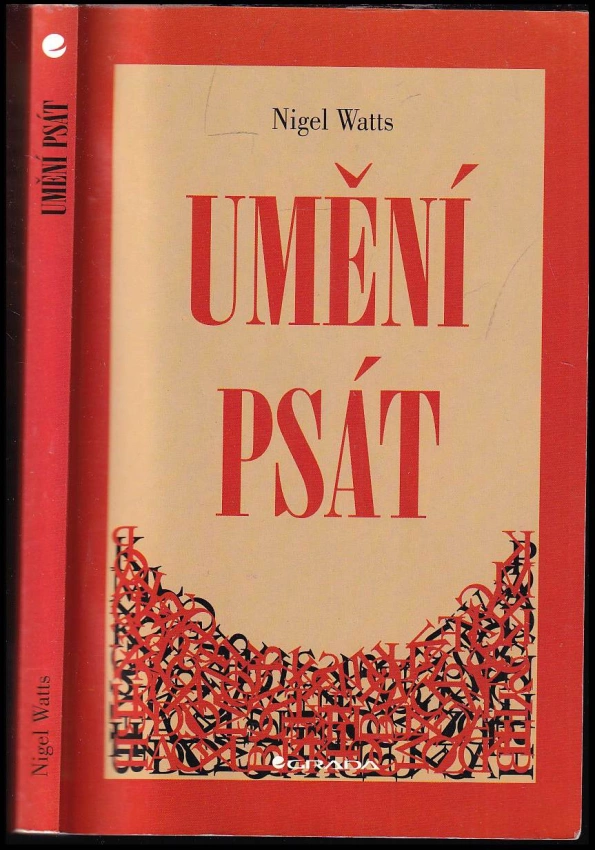 Nigel Watts
UMĚNÍ
PSÁT
GRADA
UMĚNÍ PSÁT
Nigel Watts